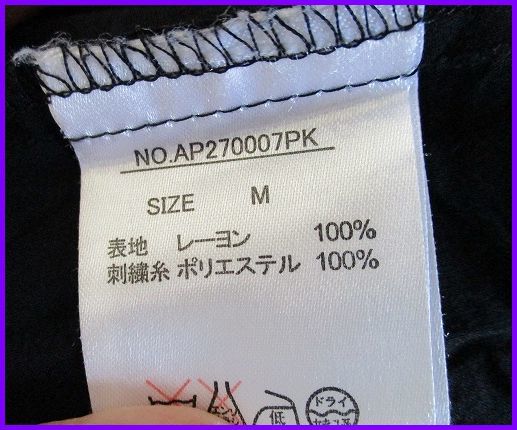 NO.AP270007PK
SIZE M
表地 レーヨン 100%
刺繍糸 ポリエステル 100%
低 ドライ